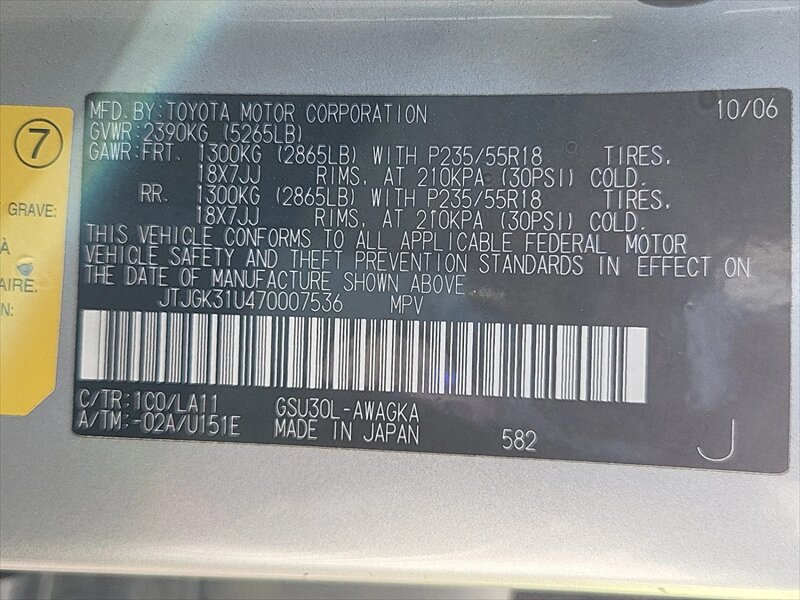 MFD. BY: TOYOTA MOTOR CORPORATION 10/06
GVWR: 2390KG (5265LB)
GAWR: FRT. 1300KG (2865LB) WITH P235/55R18 TIRES,
18X7JJ RIMS, AT 210KPA (30PSI) COLD.
RR. 1300KG (2865LB) WITH P235/55R18 TIRES,
18X7JJ RIMS, AT 210KPA (30PSI) COLD.
THIS VEHICLE CONFORMS TO ALL APPLICABLE FEDERAL MOTOR
VEHICLE SAFETY AND THEFT PREVENTION STANDARDS IN EFFECT ON
THE DATE OF MANUFACTURE SHOWN ABOVE.
JTJGK31U470007536 MPV
C/TR: 1C0/LA11 GSU30L-AWAGKA
A/TM: -02A/U151E MADE IN JAPAN 582 J
7
GRAVE:
À
AIRE.
N: